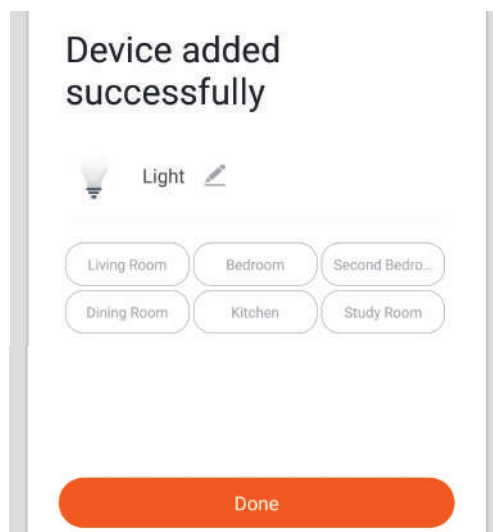 Device added
successfully
Light
Living Room Bedroom Second Bedro...
Dining Room Kitchen Study Room
Done